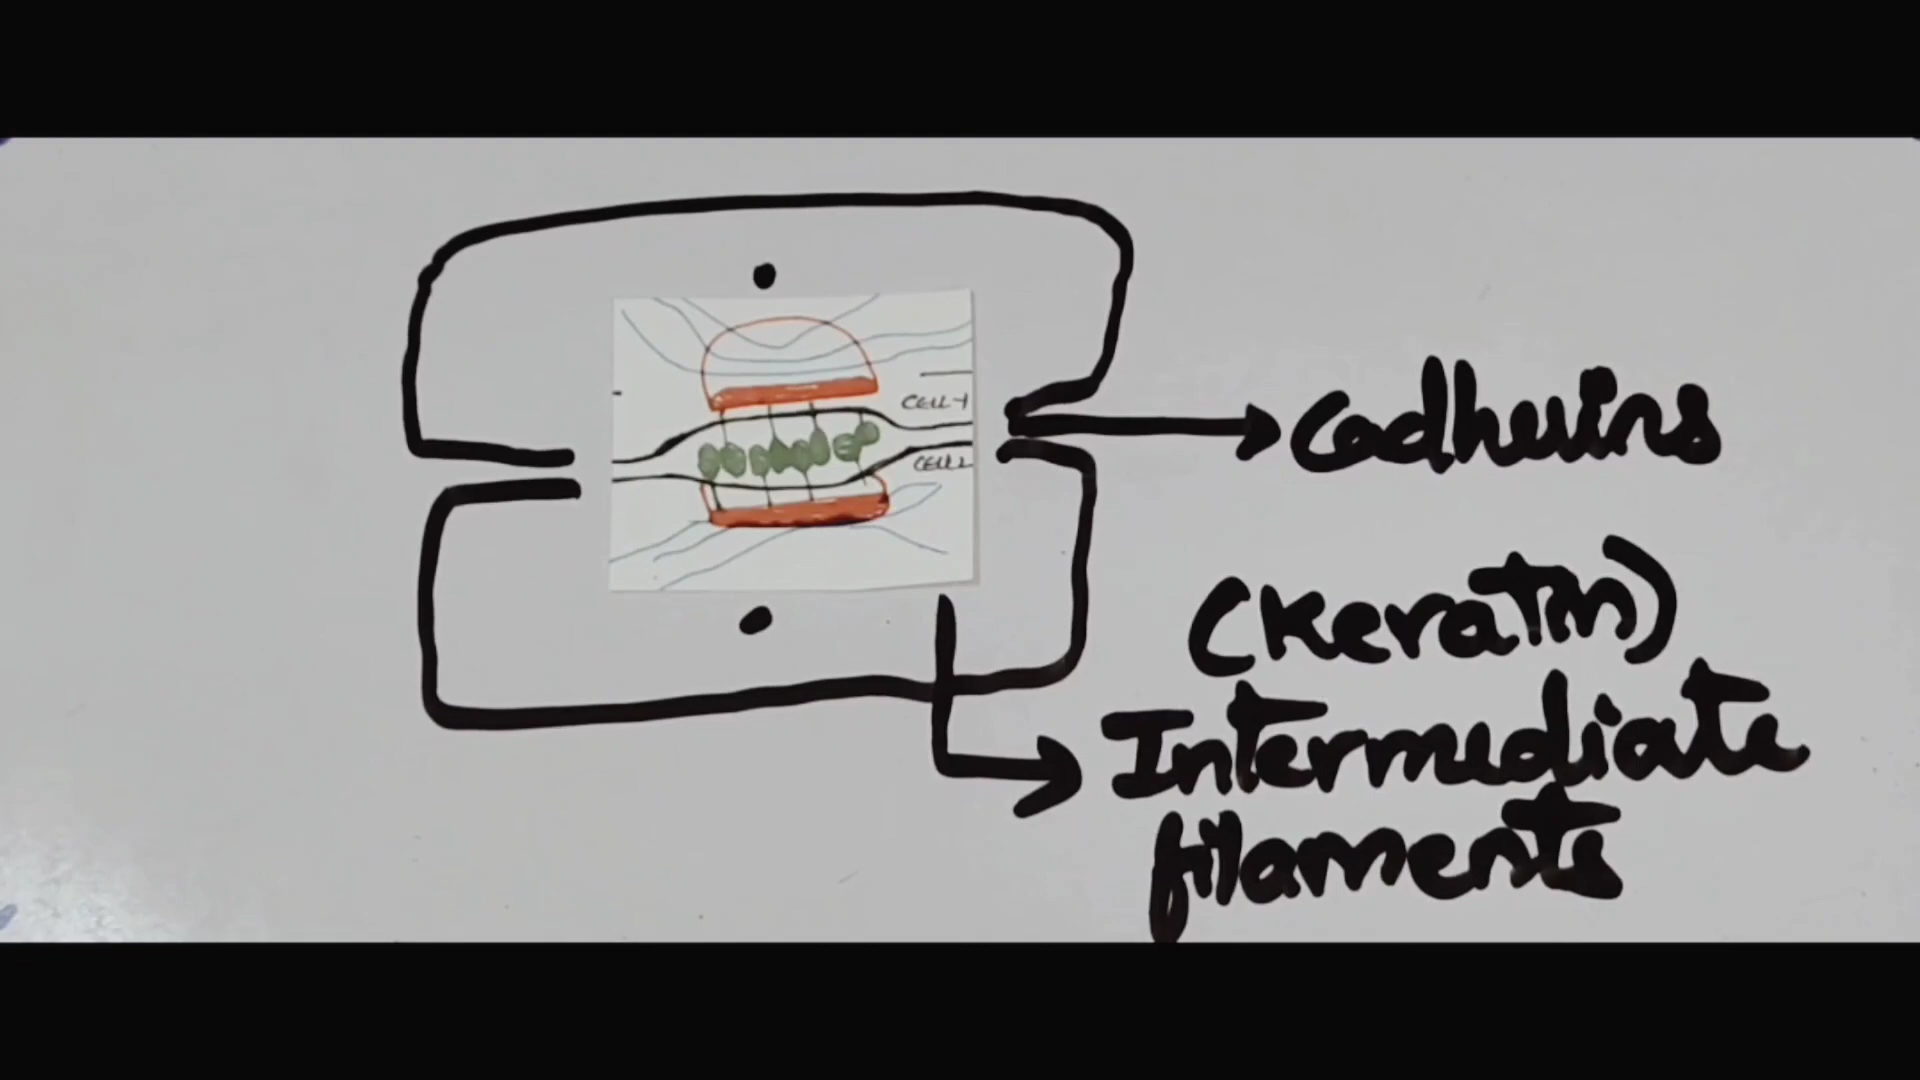 CELL-1
CELL 2
Cadherins
(Keratin)
Intermediate
filaments